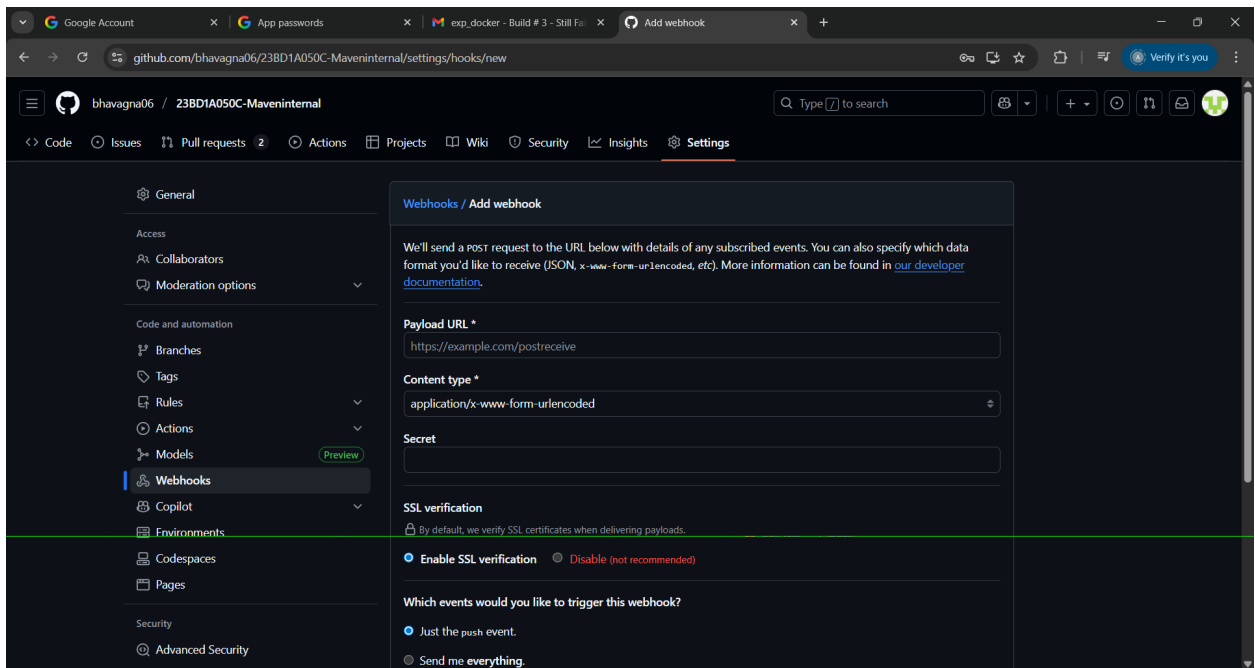 Google Account
App passwords
exp_docker - Build # 3 - Still Fai
Add webhook
github.com/bhavagna06/23BD1A050C-Maveninternal/settings/hooks/new
Verify it's you
bhavagna06 / 23BD1A050C-Maveninternal
Type / to search
Code
Issues
Pull requests 2
Actions
Projects
Wiki
Security
Insights
Settings
General
Access
Collaborators
Moderation options
Code and automation
Branches
Tags
Rules
Actions
Models Preview
Webhooks
Copilot
Environments
Codespaces
Pages
Security
Advanced Security
Webhooks / Add webhook
We'll send a POST request to the URL below with details of any subscribed events. You can also specify which data
format you'd like to receive (JSON, x-www-form-urlencoded, etc). More information can be found in our developer
documentation.
Payload URL *
https://example.com/postreceive
Content type *
application/x-www-form-urlencoded
Secret
SSL verification
By default, we verify SSL certificates when delivering payloads.
Enable SSL verification
Disable (not recommended)
Which events would you like to trigger this webhook?
Just the push event.
Send me everything.